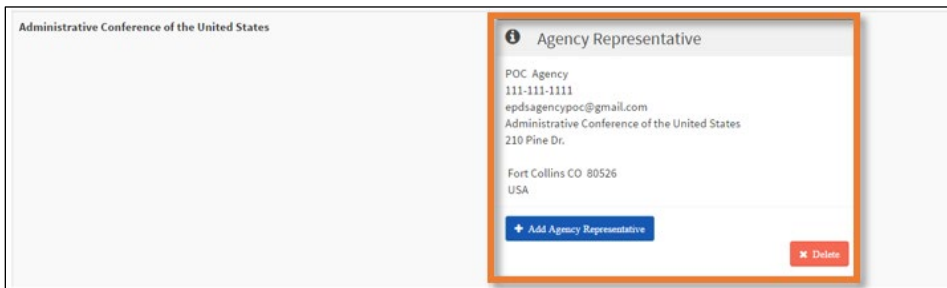 Administrative Conference of the United States
Agency Representative
POC Agency
111-111-1111
epdsagencypoc@gmail.com
Administrative Conference of the United States
210 Pine Dr.
Fort Collins CO 80526
USA
Add Agency Representative
Delete